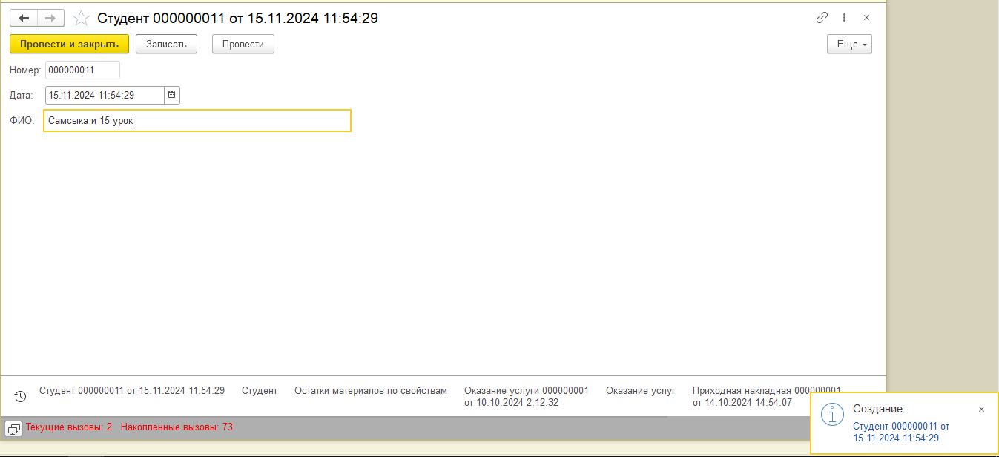 Студент 000000011 от 15.11.2024 11:54:29
Провести и закрыть Записать Провести Еще
Номер: 000000011
Дата: 15.11.2024 11:54:29
ФИО: Самсыка и 15 урок
Студент 000000011 от 15.11.2024 11:54:29 Студент Остатки материалов по свойствам Оказание услуги 000000001 Оказание услуг Приходная накладная 000000001
от 10.10.2024 2:12:32 от 14.10.2024 14:54:07
Текущие вызовы: 2 Накопленные вызовы: 73
Создание:
Студент 000000011 от
15.11.2024 11:54:29